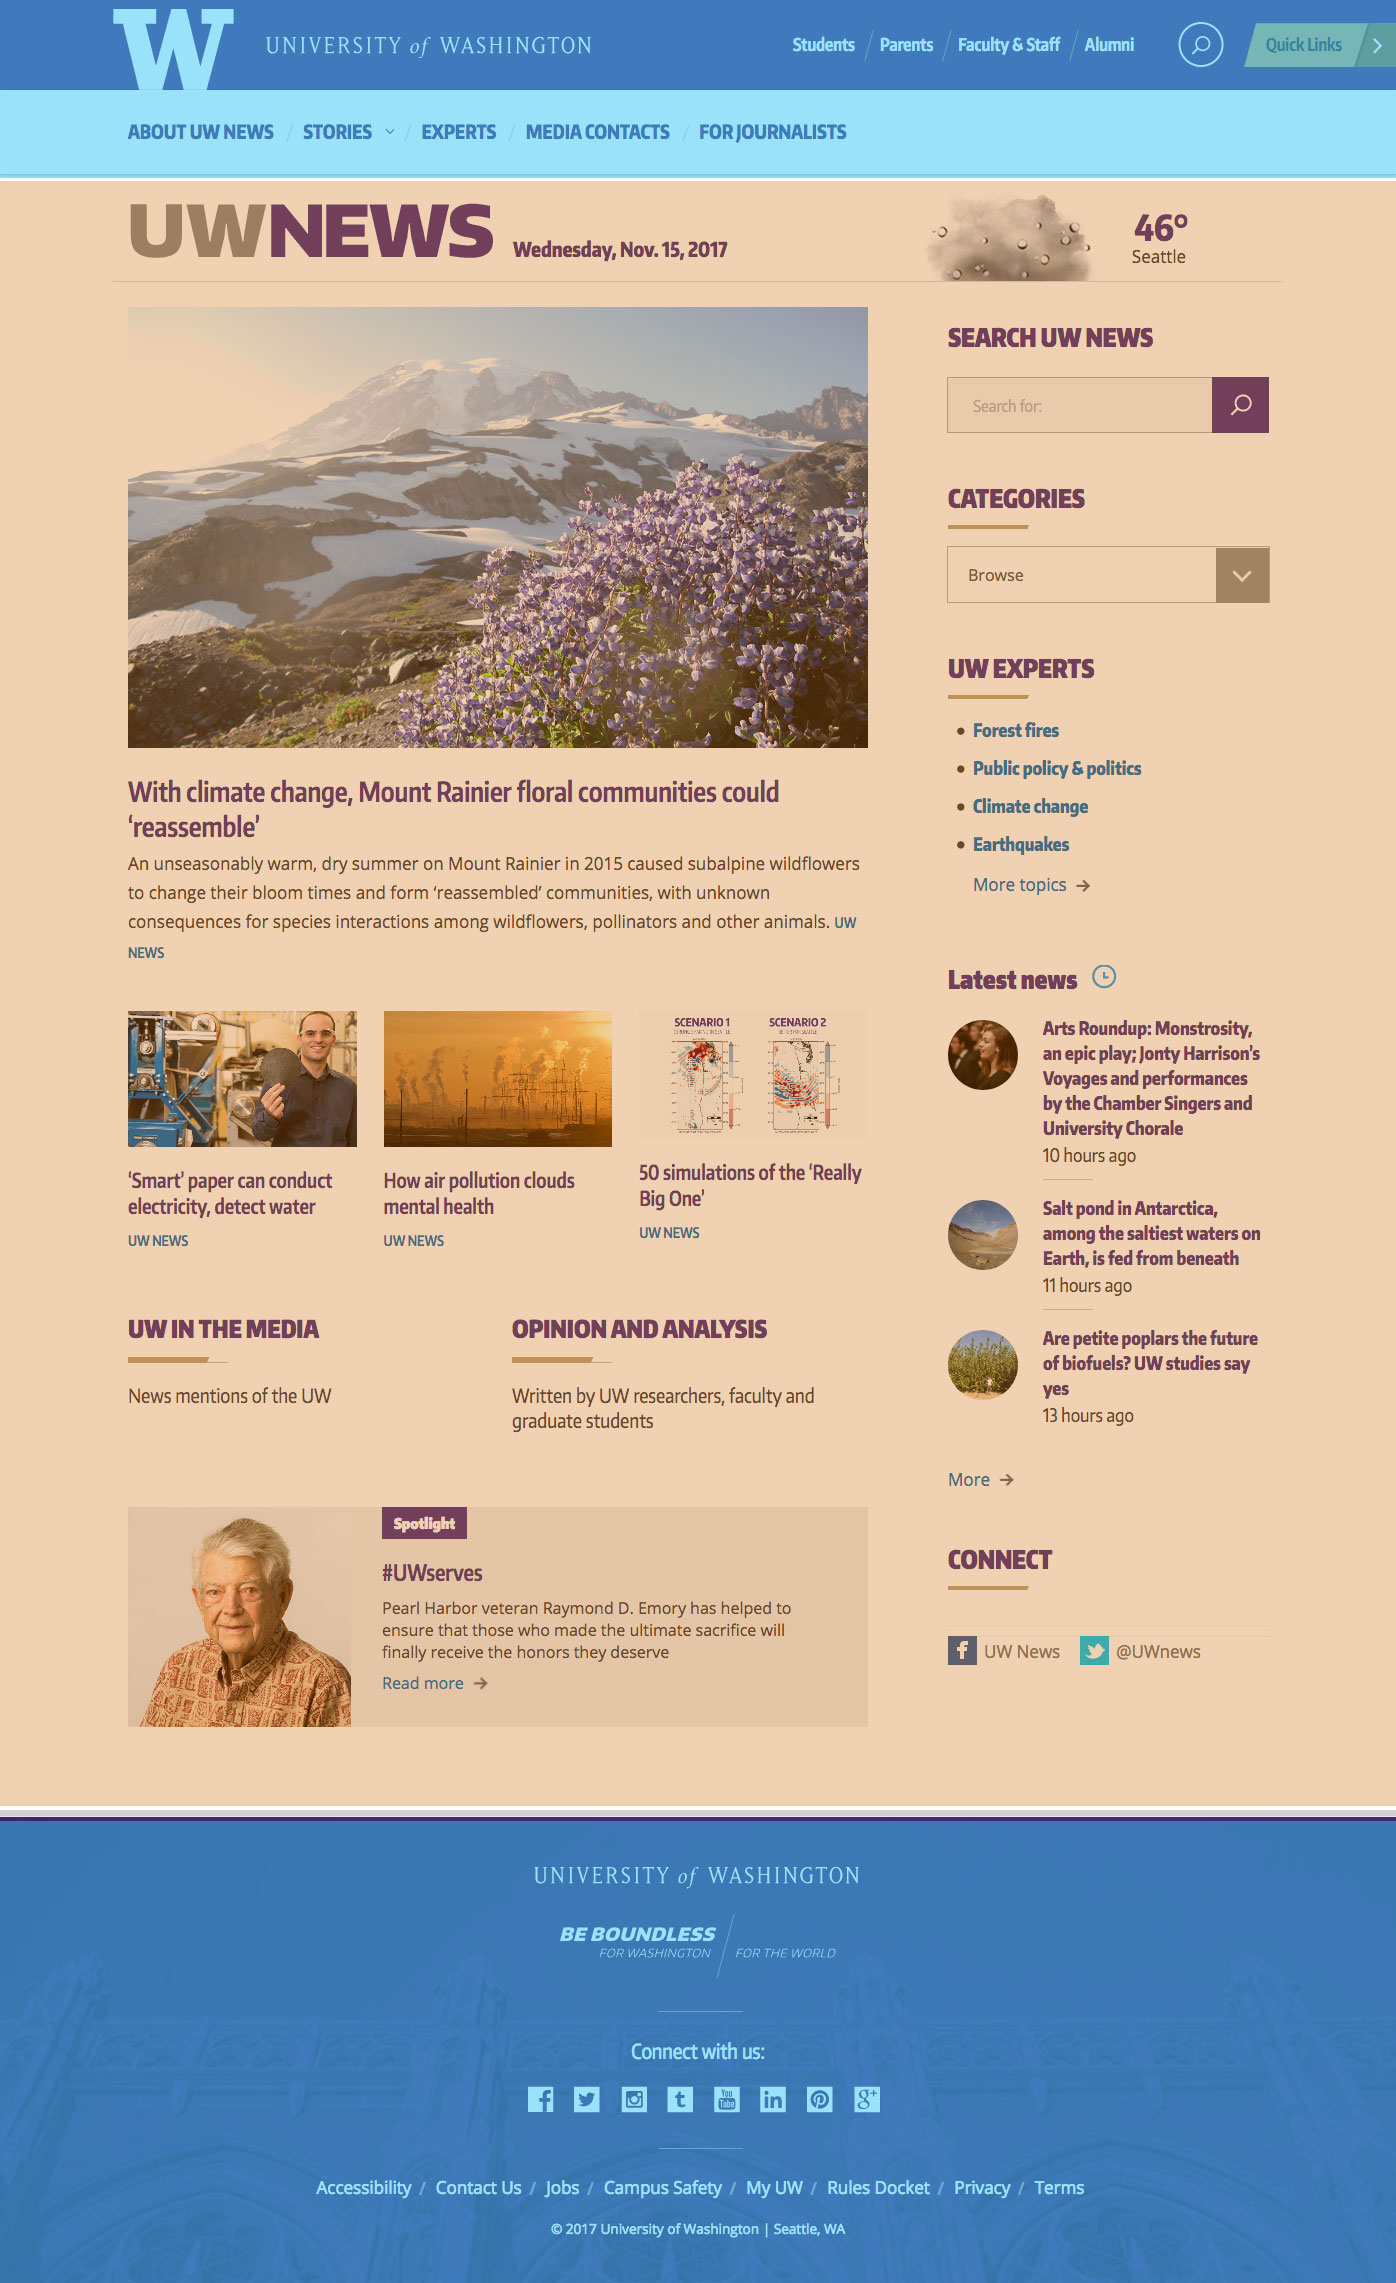 W
UNIVERSITY of WASHINGTON
Students Parents Faculty & Staff Alumni
Quick Links
ABOUT UW NEWS / STORIES / EXPERTS / MEDIA CONTACTS / FOR JOURNALISTS
UWNEWS
Wednesday, Nov. 15, 2017
46°
Seattle
With climate change, Mount Rainier floral communities could
‘reassemble’
An unseasonably warm, dry summer on Mount Rainier in 2015 caused subalpine wildflowers
to change their bloom times and form ‘reassembled’ communities, with unknown
consequences for species interactions among wildflowers, pollinators and other animals. UW
NEWS
‘Smart’ paper can conduct
electricity, detect water
UW NEWS
How air pollution clouds
mental health
UW NEWS
SCENARIO 1
STRONG SHAKING IN SEATTLE
SCENARIO 2
BETTER FOR SEATTLE
50 simulations of the ‘Really
Big One’
UW NEWS
UW IN THE MEDIA
News mentions of the UW
OPINION AND ANALYSIS
Written by UW researchers, faculty and
graduate students
Spotlight
#UWserves
Pearl Harbor veteran Raymond D. Emory has helped to
ensure that those who made the ultimate sacrifice will
finally receive the honors they deserve
Read more
SEARCH UW NEWS
Search for:
CATEGORIES
Browse
UW EXPERTS
• Forest fires
• Public policy & politics
• Climate change
• Earthquakes
More topics
Latest news
Arts Roundup: Monstrosity,
an epic play; Jonty Harrison’s
Voyages and performances
by the Chamber Singers and
University Chorale
10 hours ago
Salt pond in Antarctica,
among the saltiest waters on
Earth, is fed from beneath
11 hours ago
Are petite poplars the future
of biofuels? UW studies say
yes
13 hours ago
More
CONNECT
f UW News
@UWnews
UNIVERSITY of WASHINGTON
BE BOUNDLESS
FOR WASHINGTON FOR THE WORLD
Connect with us:
f t You Tube in g+
Accessibility / Contact Us / Jobs / Campus Safety / My UW / Rules Docket / Privacy / Terms
© 2017 University of Washington | Seattle, WA